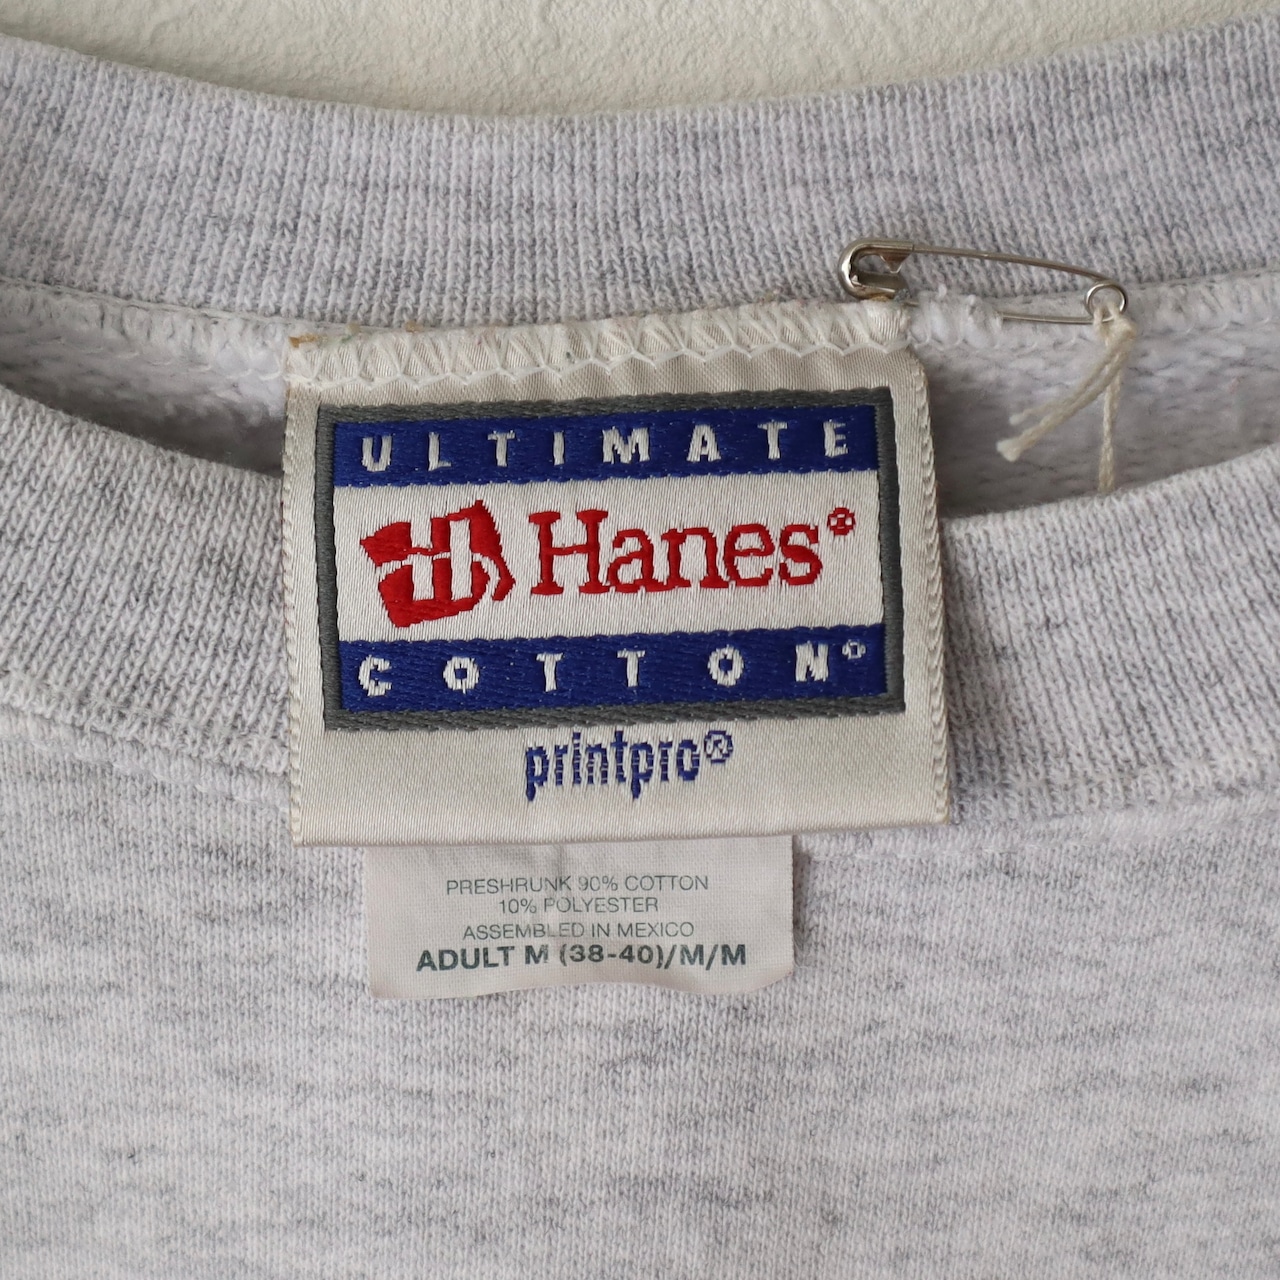 ULTIMATE
Hanes®
COTTON®
printpro®
PRESHRUNK 90% COTTON
10% POLYESTER
ASSEMBLED IN MEXICO
ADULT M (38-40)/M/M